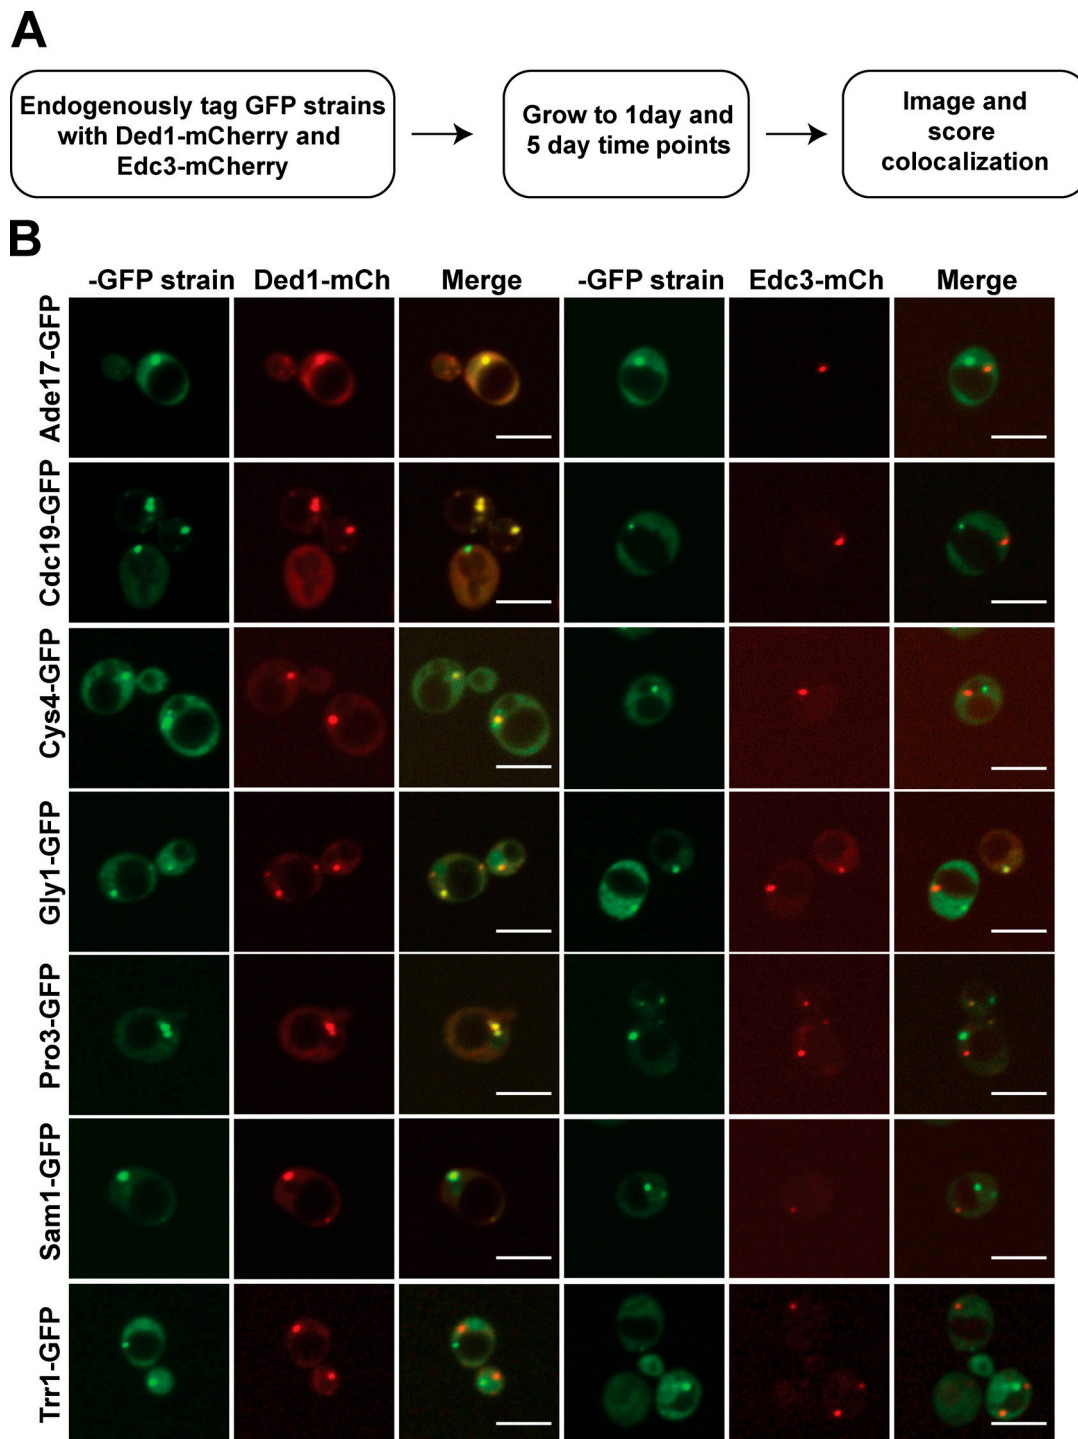 A
Endogenously tag GFP strains
with Ded1-mCherry and
Edc3-mCherry
Grow to 1day and
5 day time points
Image and
score
colocalization
B
-GFP strain Ded1-mCh Merge -GFP strain Edc3-mCh Merge
Ade17-GFP
Cdc19-GFP
Cys4-GFP
Gly1-GFP
Pro3-GFP
Sam1-GFP
Trr1-GFP